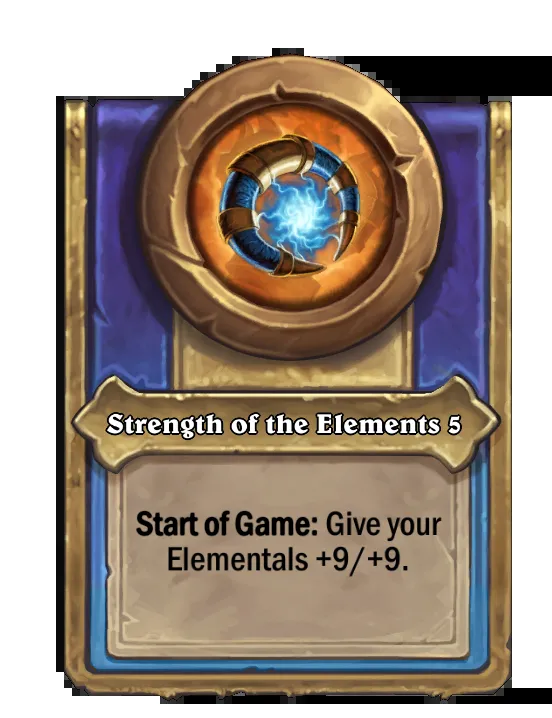 Strength of the Elements 5
Start of Game: Give your
Elementals +9/+9.